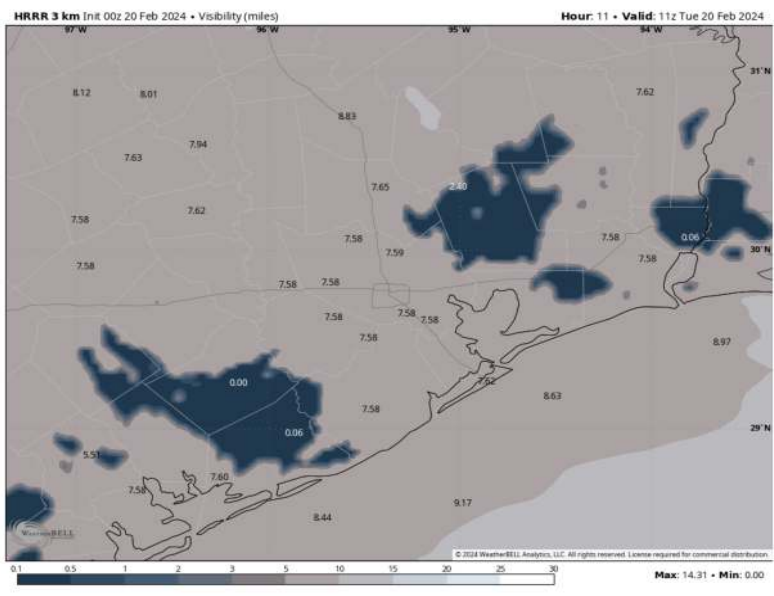 HRRR 3 km Init 00z 20 Feb 2024 • Visibility (miles)
Hour: 11 • Valid: 11z Tue 20 Feb 2024
97°W 96°W 95°W 94°W
31°N
8.12 8.01 7.62
8.83
7.94
7.63
7.65 2.40
7.62
7.58
7.58 7.58 0.06
7.59 30°N
7.58 7.58
7.58 7.58
7.58 7.58 7.58
7.58 8.97
0.00 7.62
8.63
7.58
0.06 29°N
5.51
7.60
7.58
9.17
8.44
WeatherBELL
© 2024 WeatherBELL Analytics, LLC. All rights reserved. License required for commercial distribution.
0.1 0.5 1 2 3 5 10 15 20 25 30
Max: 14.31 • Min: 0.00